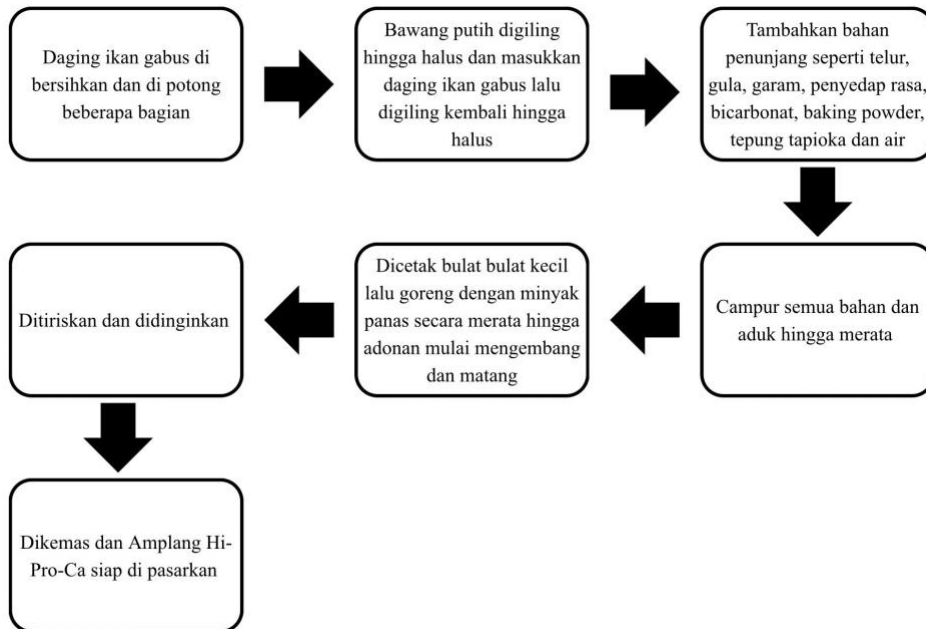 Daging ikan gabus di
bersihkan dan di potong
beberapa bagian
Bawang putih digiling
hingga halus dan masukkan
daging ikan gabus lalu
digiling kembali hingga
halus
Tambahkan bahan
penunjang seperti telur,
gula, garam, penyedap rasa,
bicarbonat, baking powder,
tepung tapioka dan air
Campur semua bahan dan
aduk hingga merata
Dicetak bulat bulat kecil
lalu goreng dengan minyak
panas secara merata hingga
adonan mulai mengembang
dan matang
Ditiriskan dan didinginkan
Dikemas dan Amplang Hi-
Pro-Ca siap di pasarkan